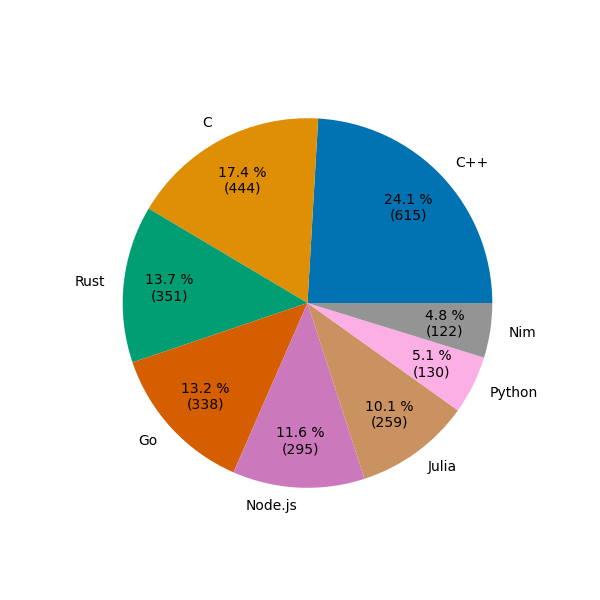 C
C++
17.4 %
(444)
24.1 %
(615)
Rust
13.7 %
(351)
4.8 %
(122)
Nim
5.1 %
(130)
Python
13.2 %
(338)
10.1 %
(259)
Go
11.6 %
(295)
Julia
Node.js